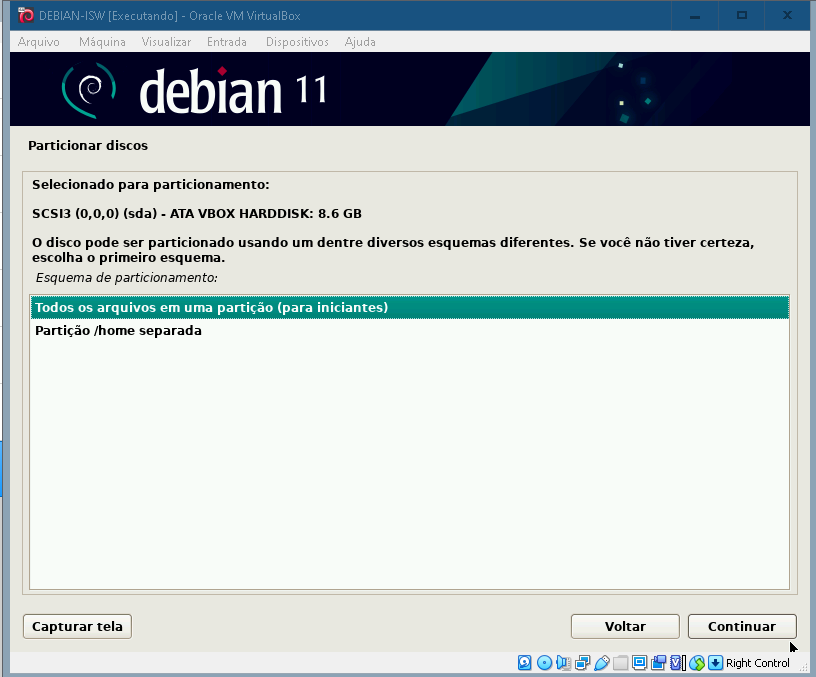 DEBIAN-ISW [Executando] - Oracle VM VirtualBox
Arquivo Máquina Visualizar Entrada Dispositivos Ajuda
debian 11
Particionar discos
Selecionado para particionamento:
SCSI3 (0,0,0) (sda) - ATA VBOX HARDDISK: 8.6 GB
O disco pode ser particionado usando um dentre diversos esquemas diferentes. Se você não tiver certeza,
escolha o primeiro esquema.
Esquema de particionamento:
Todos os arquivos em uma partição (para iniciantes)
Partição /home separada
Capturar tela Voltar Continuar
Right Control